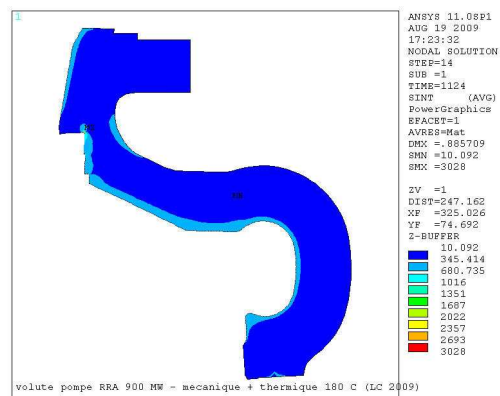 1
ANSYS 11.0SP1
AUG 19 2009
17:23:32
NODAL SOLUTION
STEP=14
SUB =1
TIME=1124
SINT (AVG)
PowerGraphics
EFACET=1
AVRES=Mat
DMX =.885709
SMN =10.092
SMX =3028
ZV =1
DIST=247.162
XF =325.026
YF =74.692
Z-BUFFER
10.092
345.414
680.735
1016
1351
1687
2022
2357
2693
3028
MX
MN
volute pompe RRA 900 MW - mecanique + thermique 180 C (LC 2009)